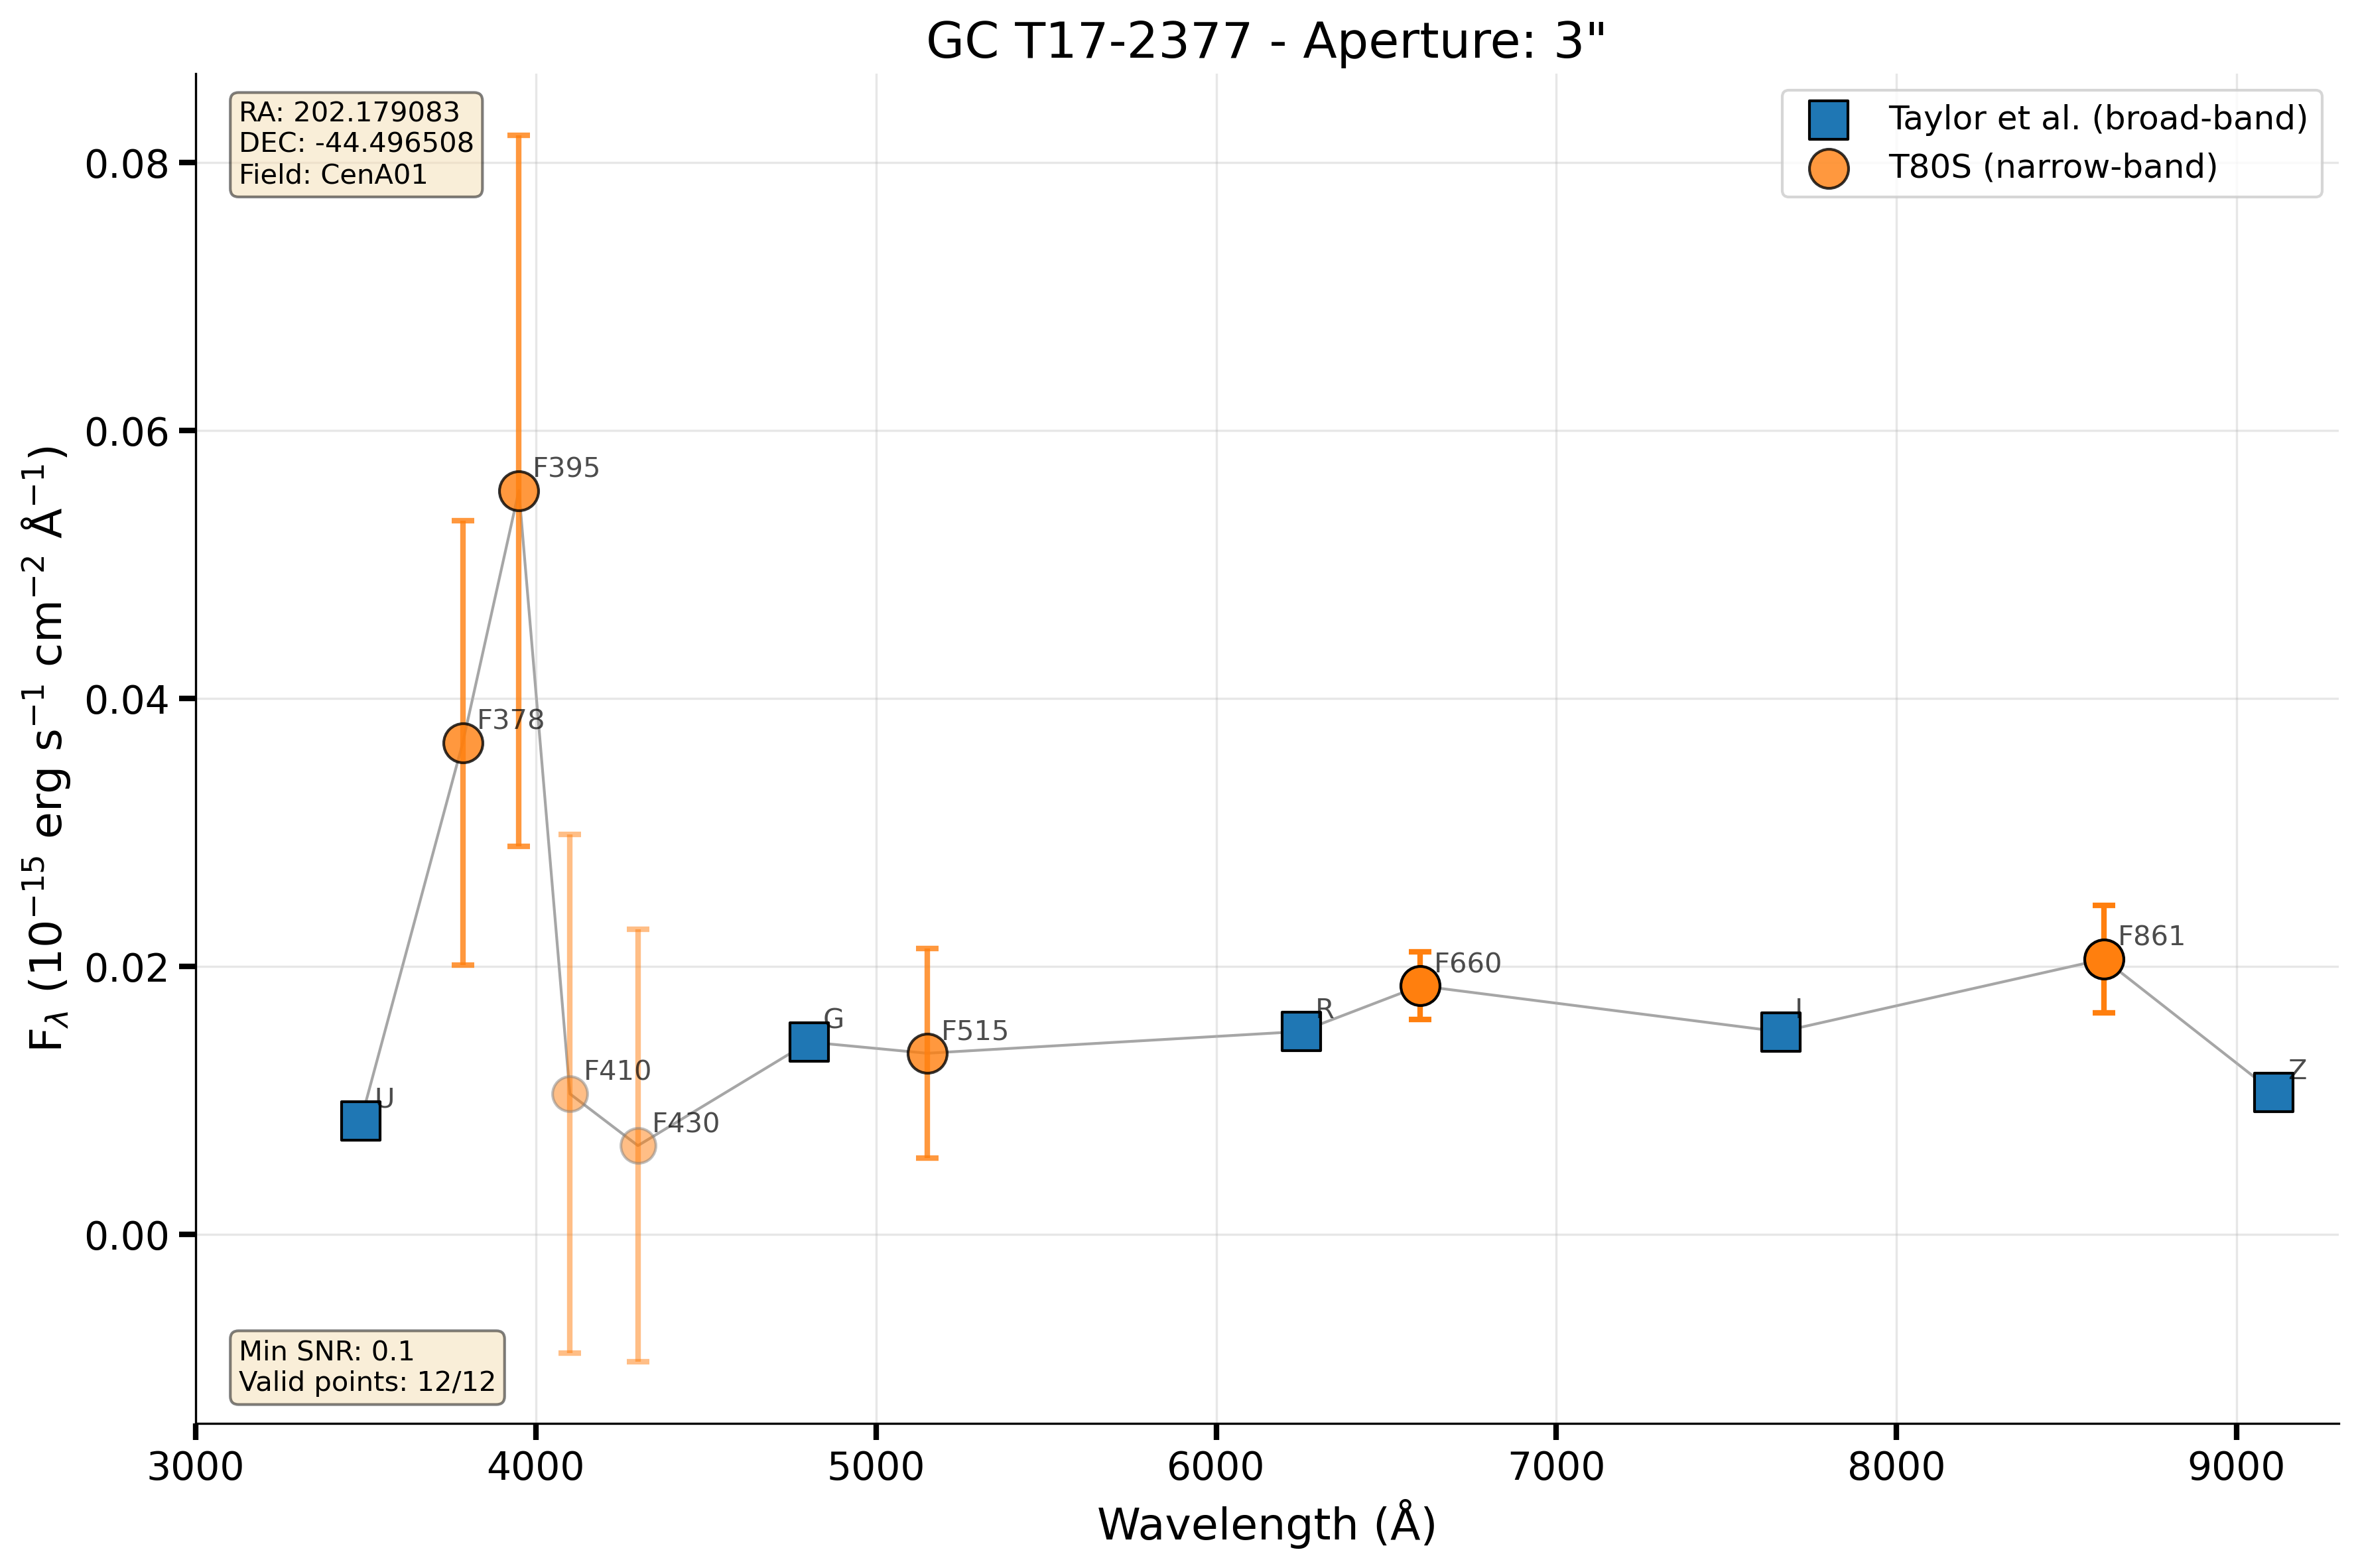 GC T17-2377 - Aperture: 3"
RA: 202.179083
DEC: -44.496508
Field: CenA01
Taylor et al. (broad-band)
T80S (narrow-band)
0.08
0.06
0.04
0.02
0.00
F_λ (10⁻¹⁵ erg s⁻¹ cm⁻² Å⁻¹)
F395
F378
F410
F430
U
G
F515
R
F660
I
F861
Z
Min SNR: 0.1
Valid points: 12/12
3000
4000
5000
6000
7000
8000
9000
Wavelength (Å)